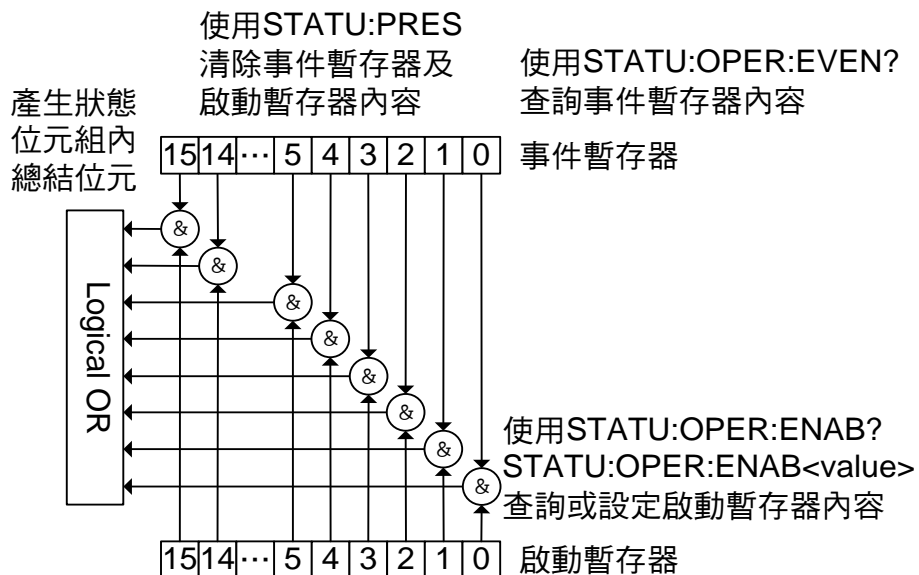 使用STATU:PRES
清除事件暫存器及
啟動暫存器內容
使用STATU:OPER:EVEN?
查詢事件暫存器內容
產生狀態
位元組內
總結位元
15 14 … 5 4 3 2 1 0 事件暫存器
&
&
&
&
&
&
&
&
Logical OR
使用STATU:OPER:ENAB?
STATU:OPER:ENAB<value>
查詢或設定啟動暫存器內容
15 14 … 5 4 3 2 1 0 啟動暫存器